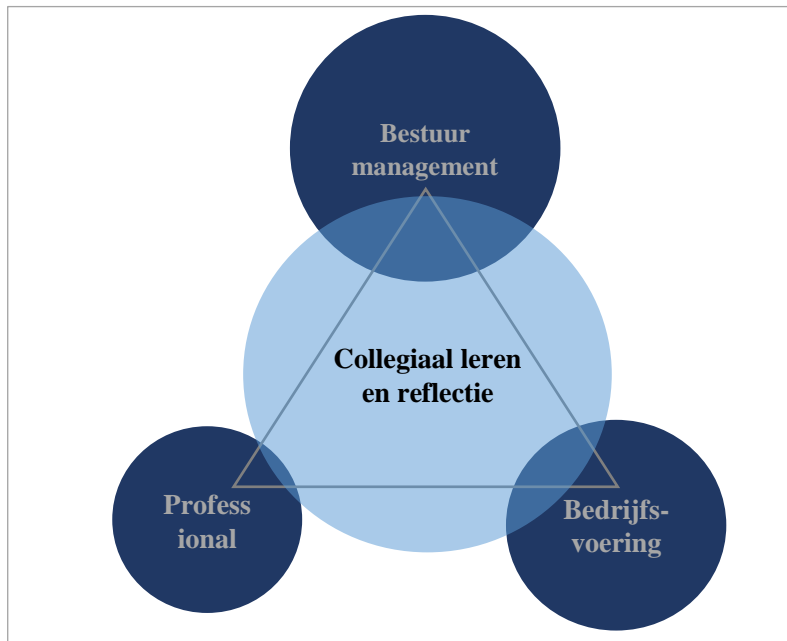 Bestuur
management
Collegiaal leren
en reflectie
Profess
ional
Bedrijfs-
voering